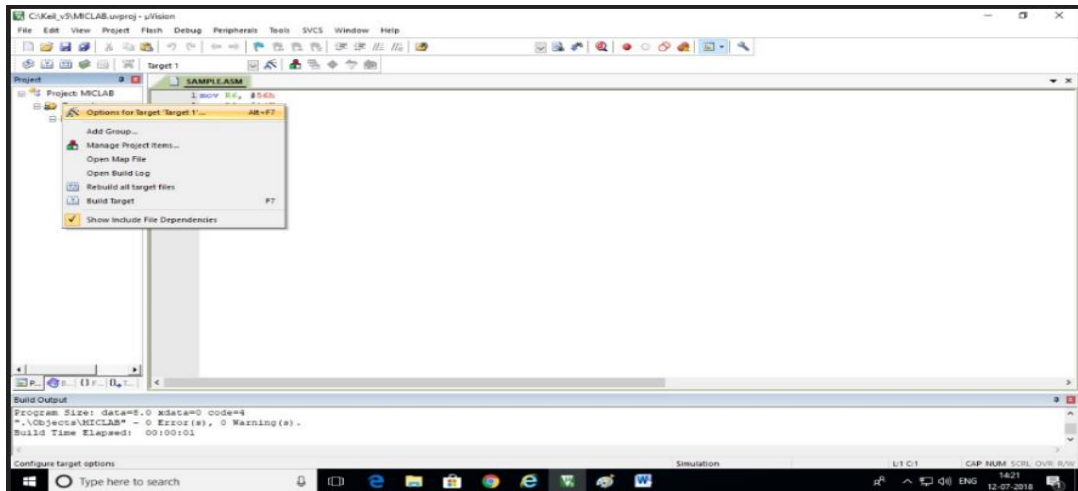 C:\Keil_v5\MICLAB.uvproj - µVision
File Edit View Project Flash Debug Peripherals Tools SVCS Window Help
Target 1
Project
SAMPLE.ASM
Project: MICLAB
1 mov R6, #54h
Options for Target 'Target 1'... Alt+F7
Add Group...
Manage Project Items...
Open Map File
Open Build Log
Rebuild all target files
Build Target F7
Show Include File Dependencies
P... B... {} F... 0. T...
Build Output
Program Size: data=8.0 xdata=0 code=4
".\Objects\MICLAB" - 0 Error(s), 0 Warning(s).
Build Time Elapsed: 00:00:01
Configure target options Simulation L:1 C:1 CAP NUM SCRL OVR R/W
Type here to search ENG 14:21
12-07-2018